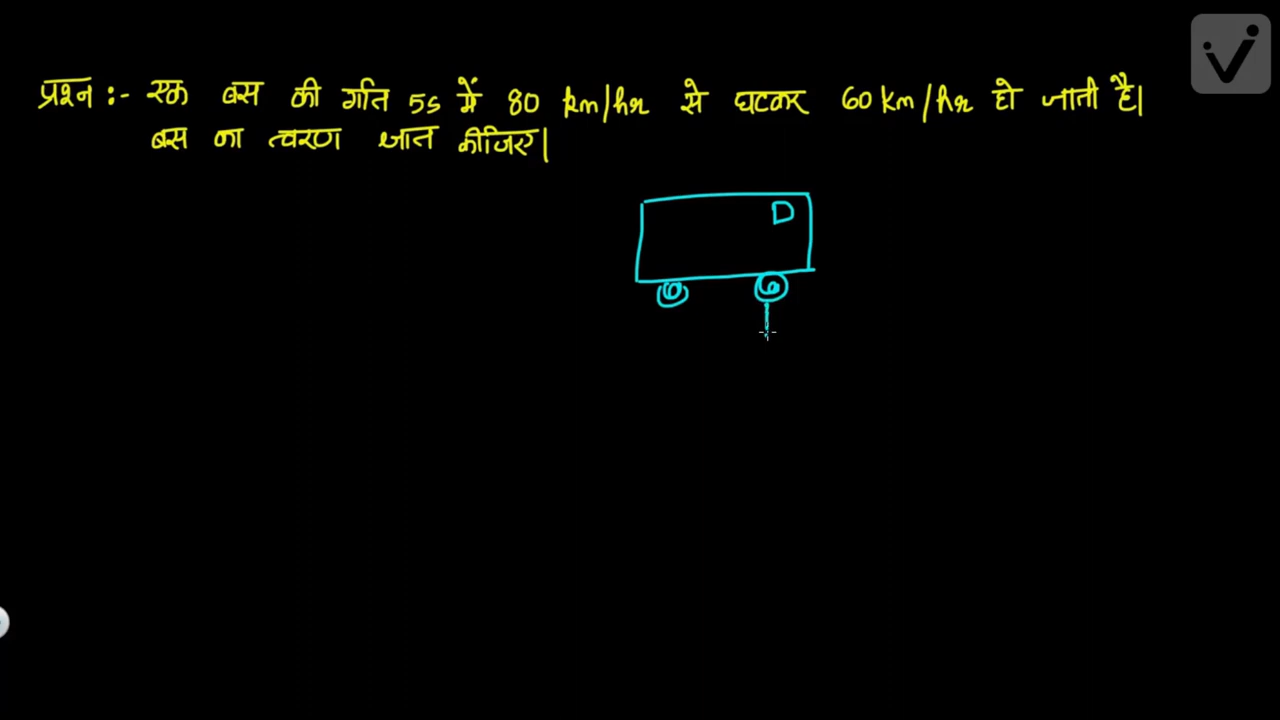 प्रश्न :- एक बस की गति 5s में 80 km/hr से घटकर 60 km/hr हो जाती है।
बस का त्वरण ज्ञात कीजिए।
D